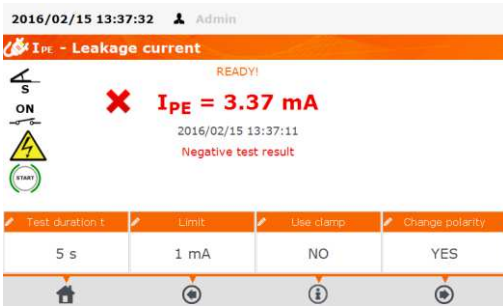 2016/02/15 13:37:32 Admin
IPE - Leakage current
READY!
S
ON
IPE = 3.37 mA
2016/02/15 13:37:11
Negative test result
START
Test duration t Limit Use clamp Change polarity
5 s 1 mA NO YES